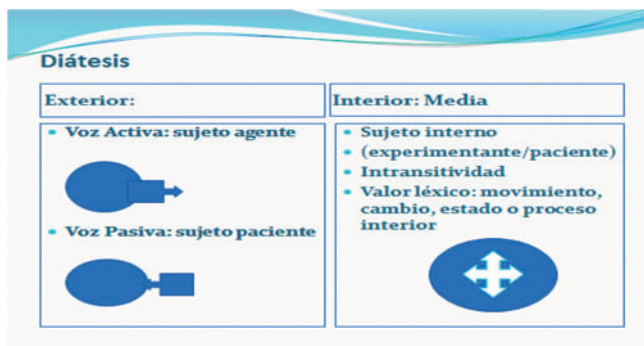 Diátesis
Exterior:
Interior: Media
• Voz Activa: sujeto agente
• Voz Pasiva: sujeto paciente
• Sujeto interno
• (experimentante/paciente)
• Intransitividad
• Valor léxico: movimiento,
cambio, estado o proceso
interior